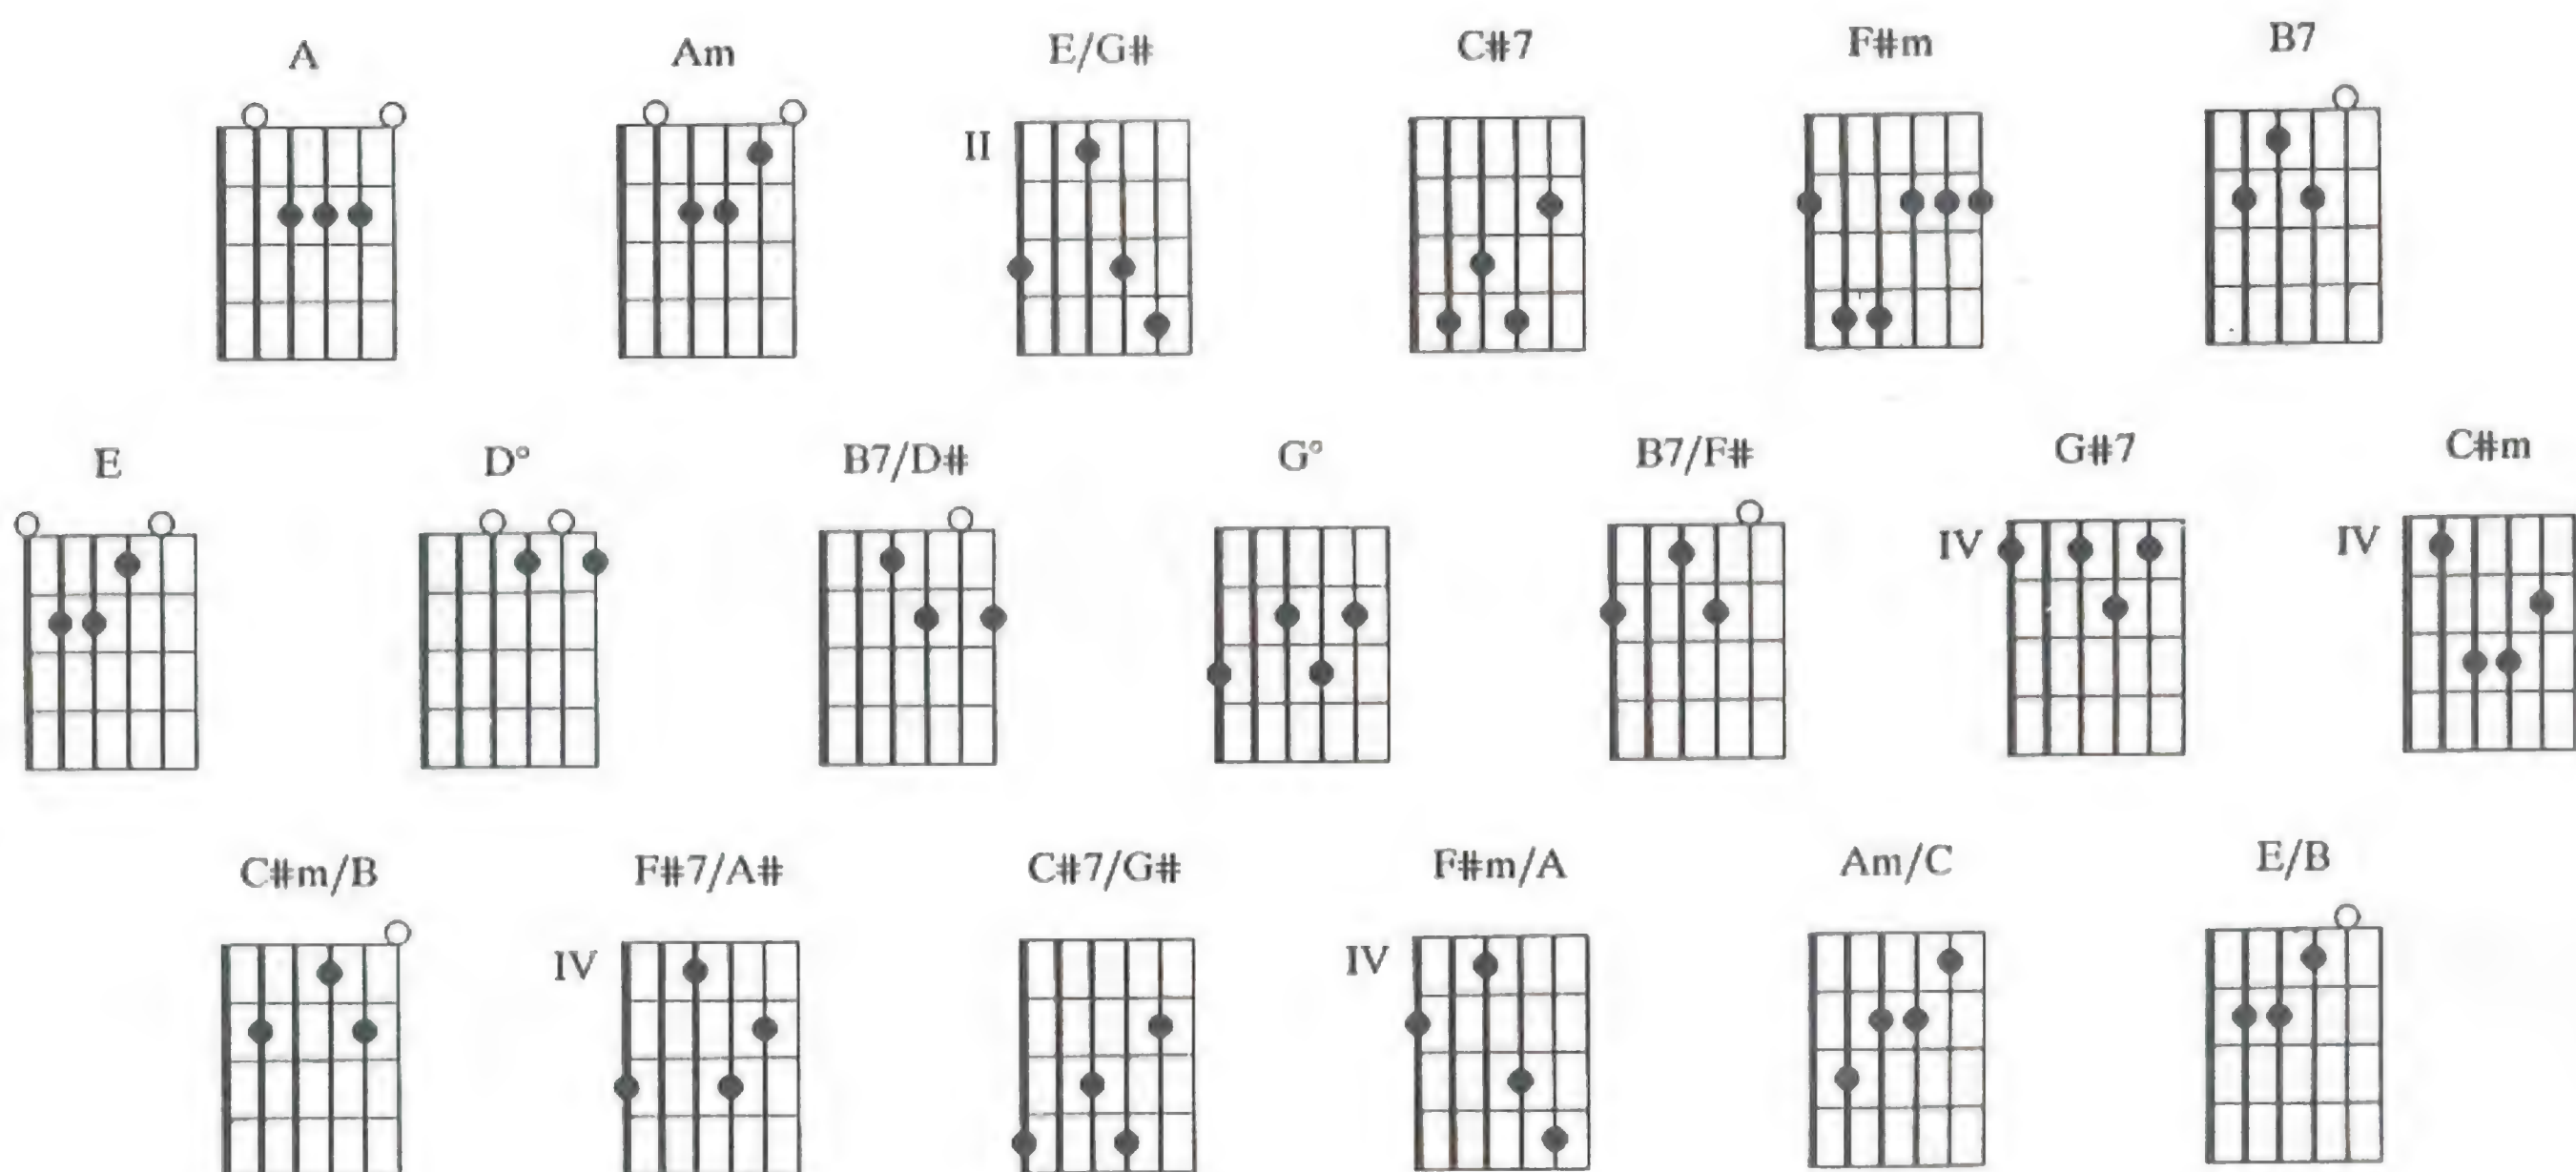 A Am E/G# C#7 F#m B7
II
E D° B7/D# G° B7/F# G#7 C#m
IV IV
C#m/B F#7/A# C#7/G# F#m/A Am/C E/B
IV IV